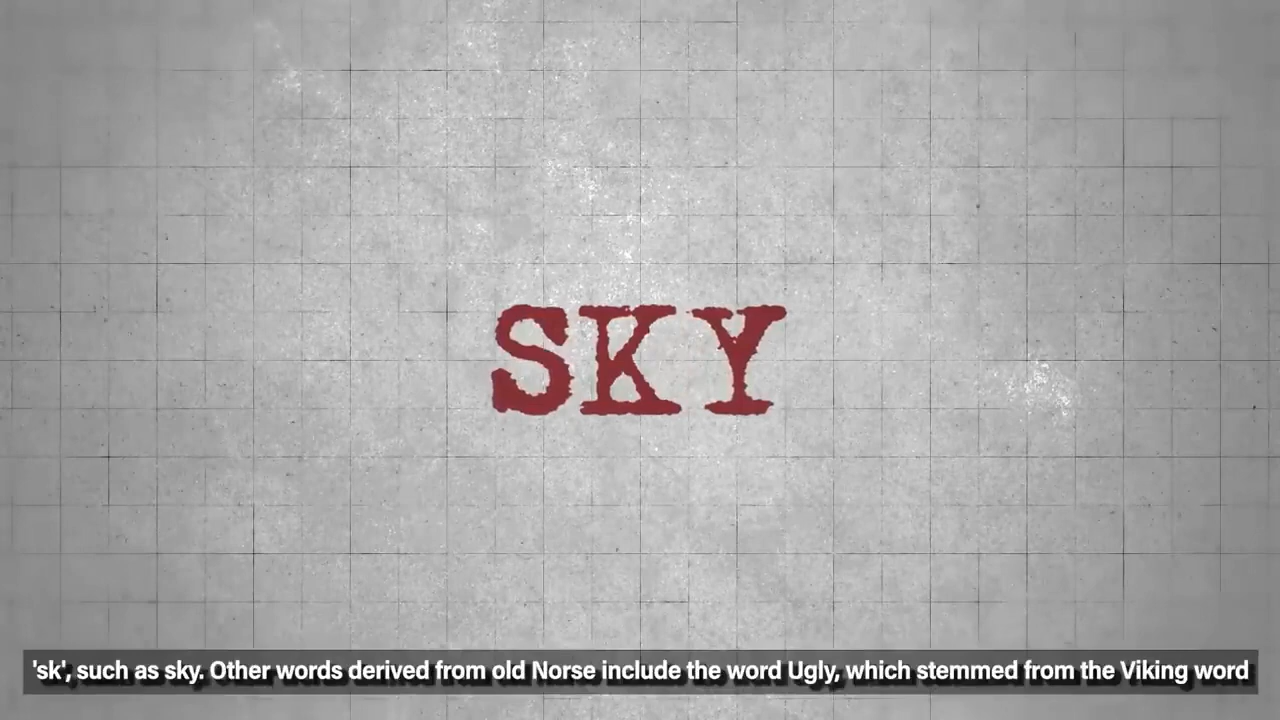 SKY
'sk', such as sky. Other words derived from old Norse include the word Ugly, which stemmed from the Viking word